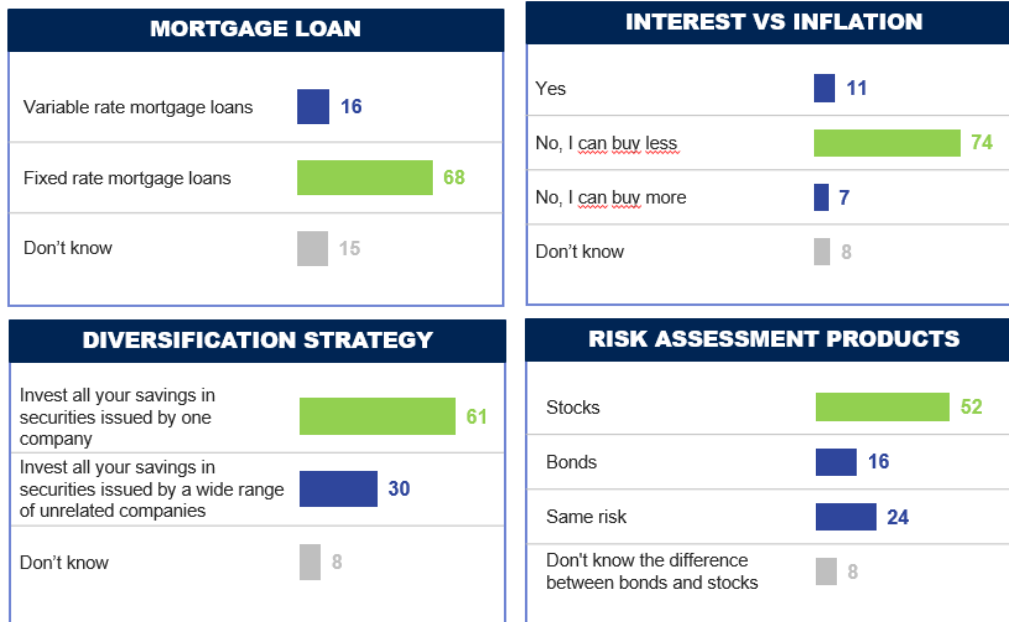 MORTGAGE LOAN
Variable rate mortgage loans 16
Fixed rate mortgage loans 68
Don't know 15
INTEREST VS INFLATION
Yes 11
No, I can buy less 74
No, I can buy more 7
Don't know 8
DIVERSIFICATION STRATEGY
Invest all your savings in
securities issued by one
company
61
Invest all your savings in
securities issued by a wide range
of unrelated companies
30
Don't know 8
RISK ASSESSMENT PRODUCTS
Stocks 52
Bonds 16
Same risk 24
Don't know the difference
between bonds and stocks
8